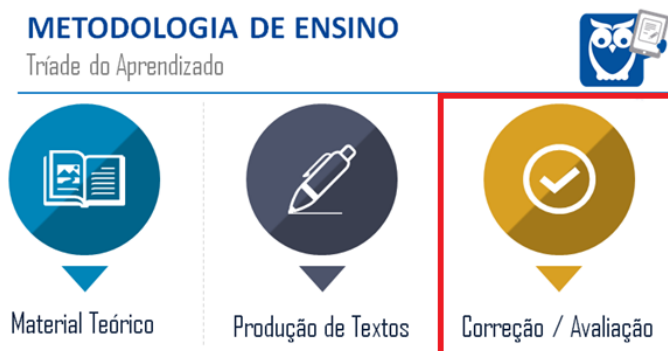 METODOLOGIA DE ENSINO
Tríade do Aprendizado
Material Teórico
Produção de Textos
Correção / Avaliação